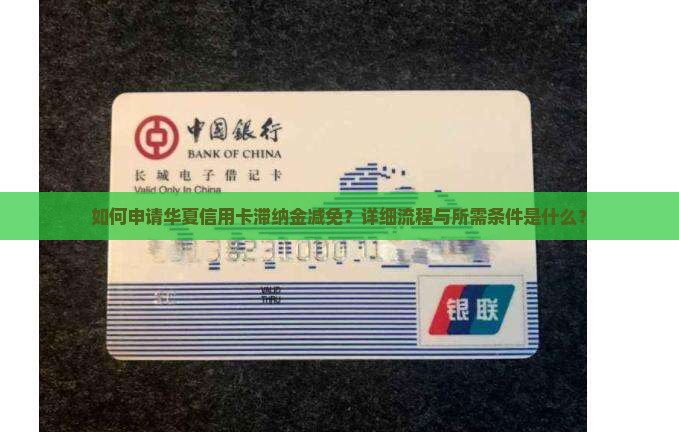 中国銀行
BANK OF CHINA
长城电子借记卡
Valid Only In China
如何申请华夏信用卡滞纳金减免？详细流程与所需条件是什么？
VALID
THRU
银联